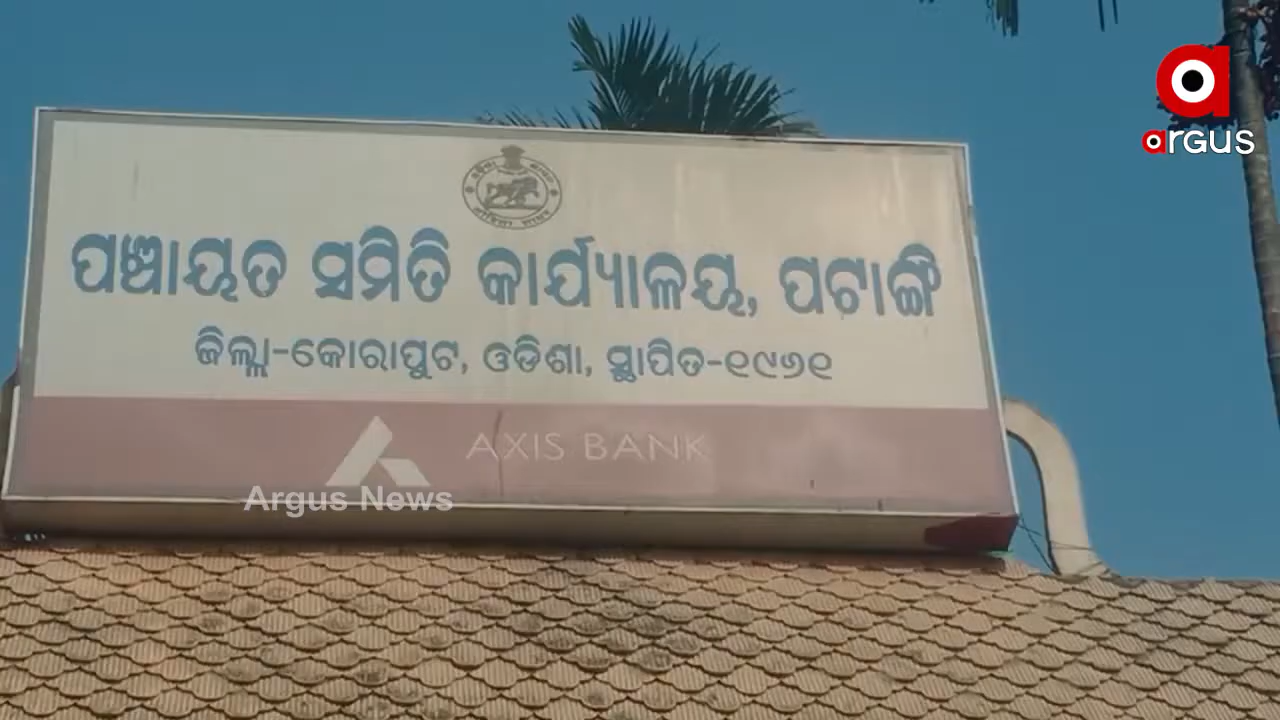 argus
ପଞ୍ଚାୟତ ସମିତି କାର୍ଯ୍ୟାଳୟ, ପଟାଙ୍ଗି
ଜିଲ୍ଲା-କୋରାପୁଟ, ଓଡିଶା, ସ୍ଥାପିତ-୧୯୬୧
AXIS BANK
Argus News